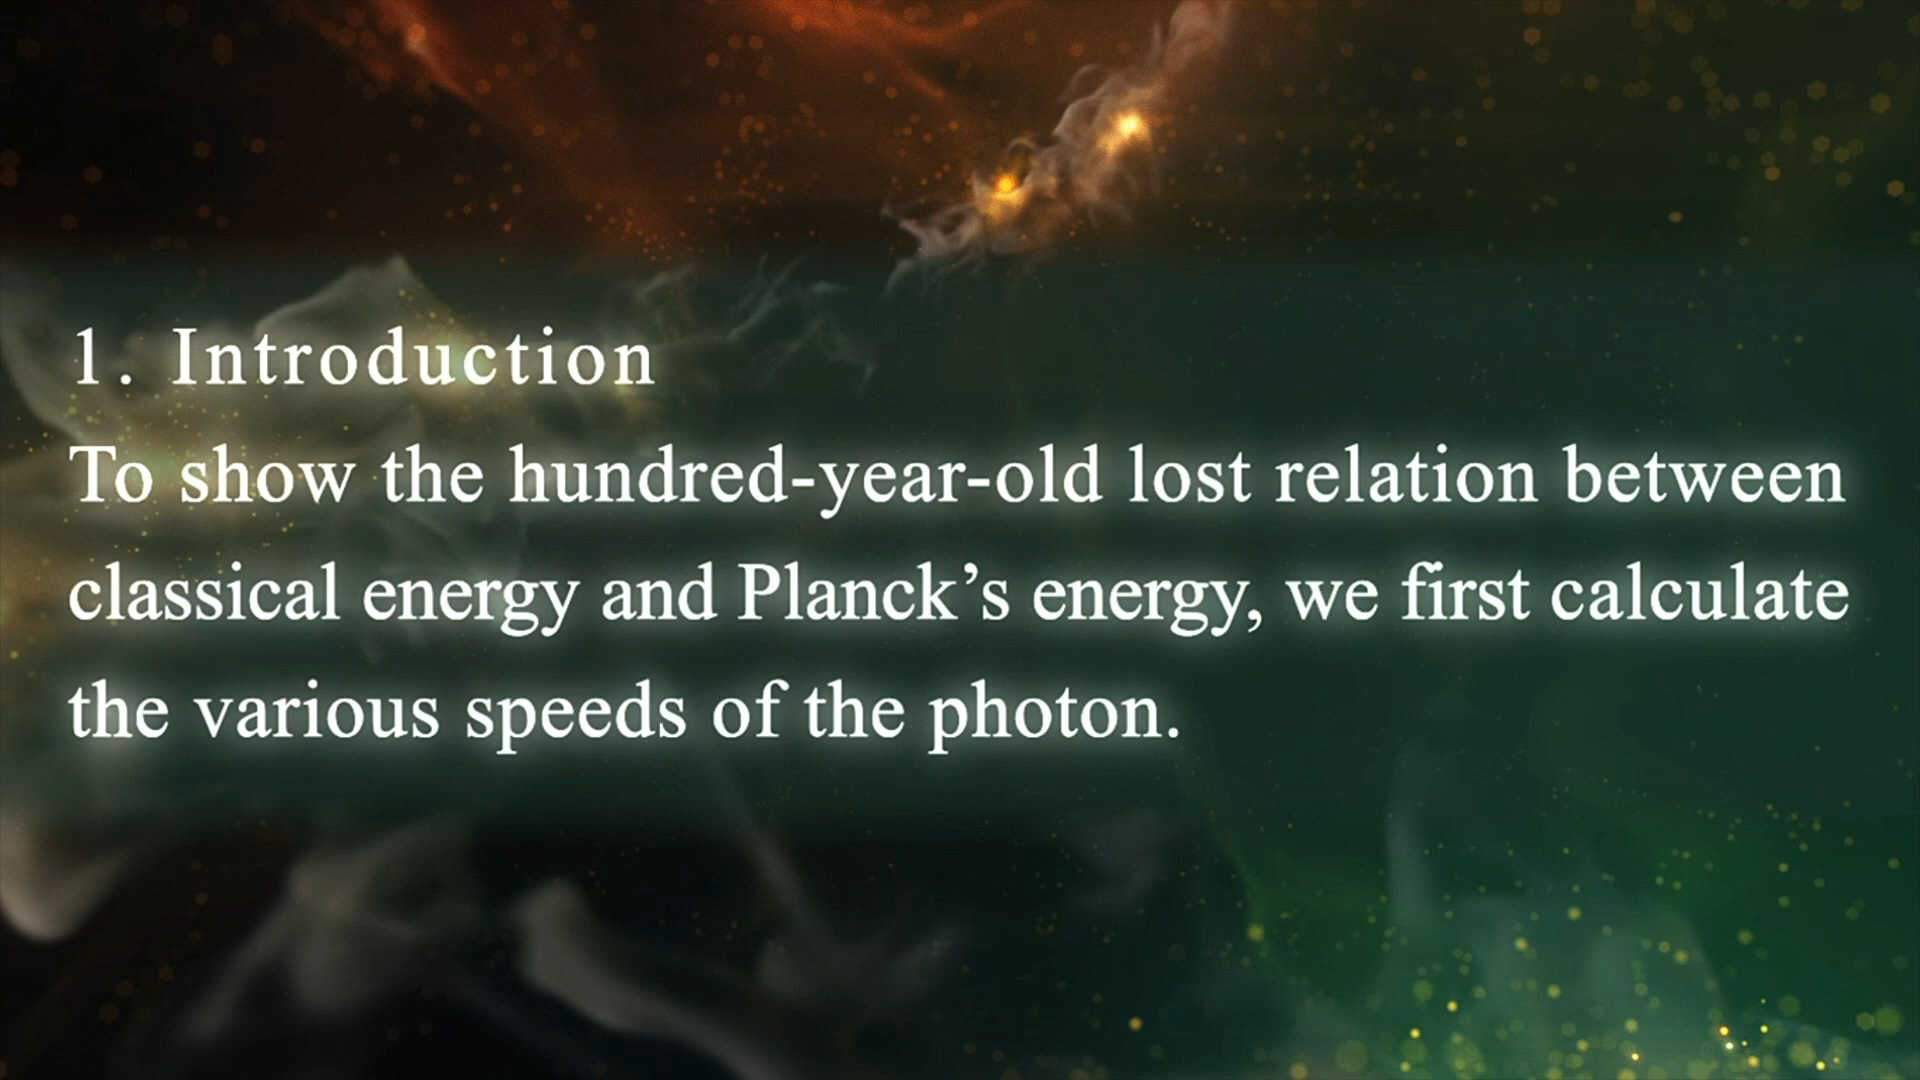 1. Introduction
To show the hundred-year-old lost relation between
classical energy and Planck’s energy, we first calculate
the various speeds of the photon.